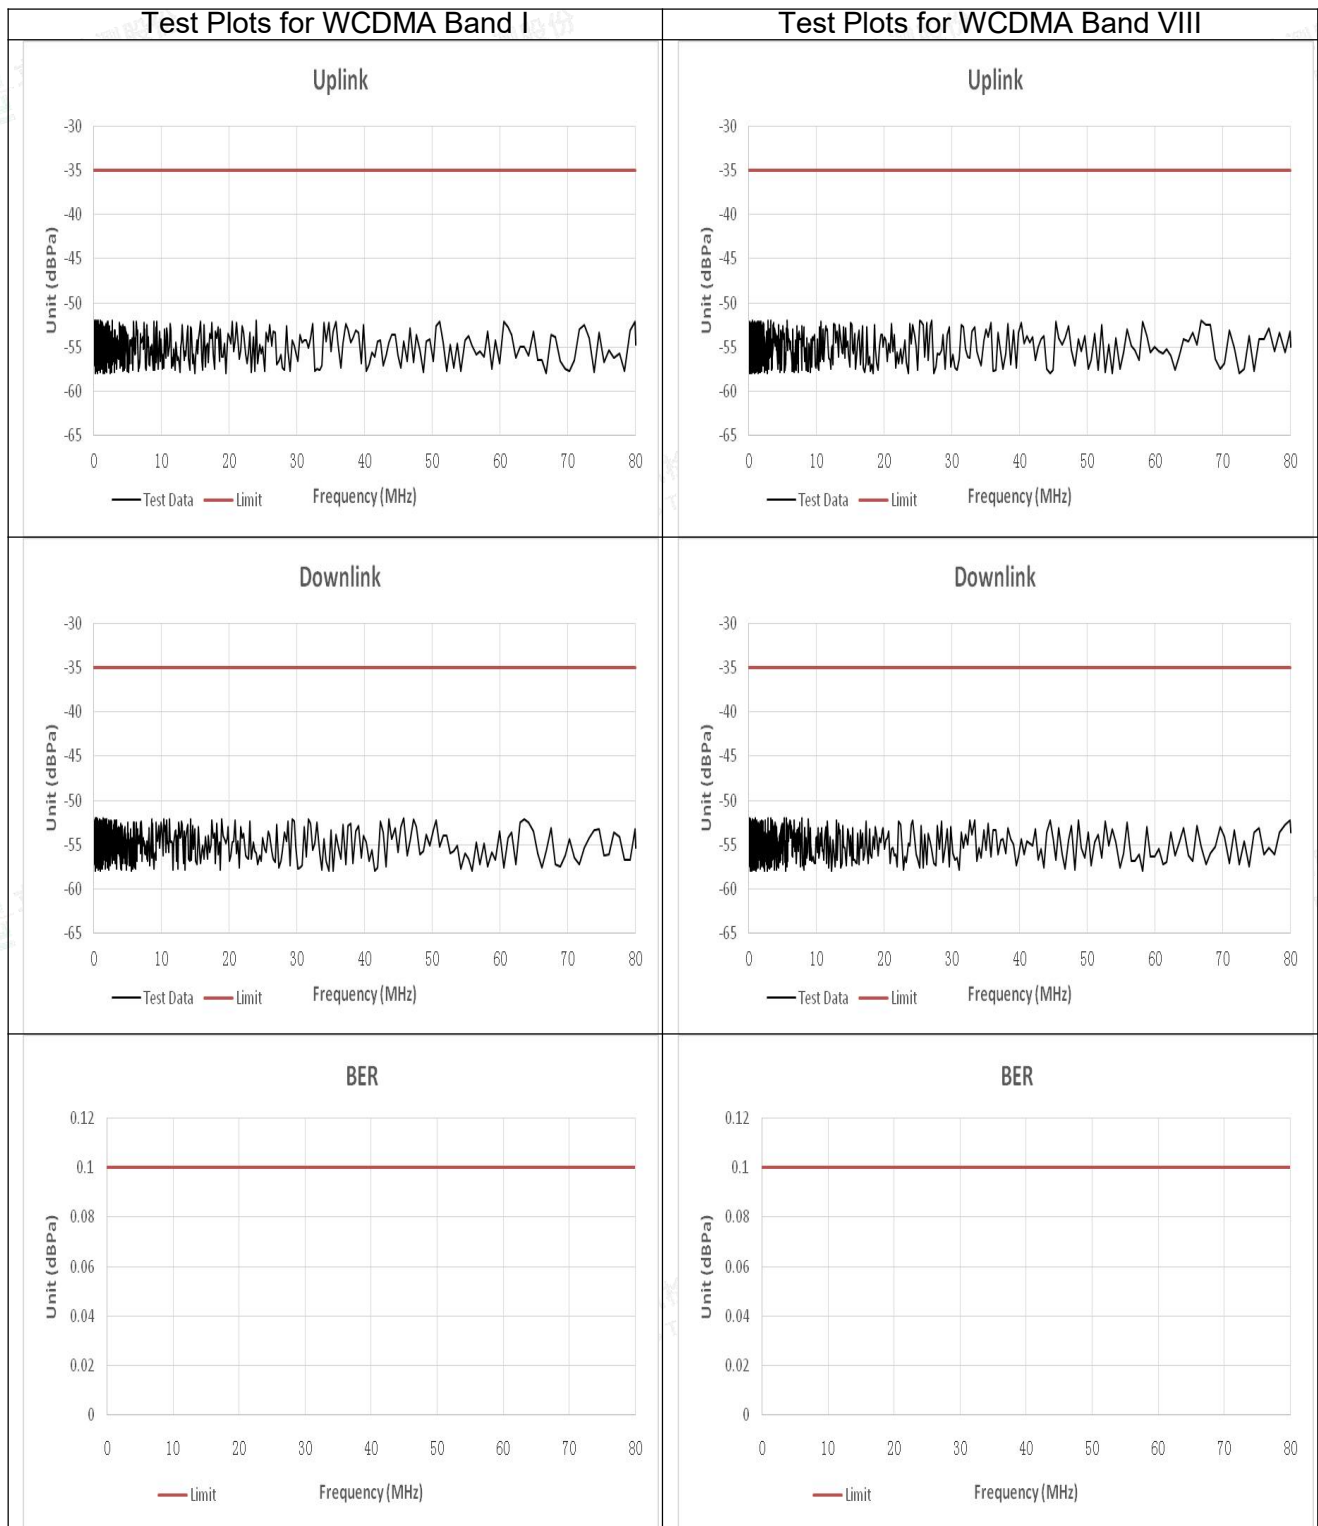 Test Plots for WCDMA Band I
Test Plots for WCDMA Band VIII
Uplink
-30
-35
-40
-45
-50
-55
-60
-65
Unit (dBPa)
0 10 20 30 40 50 60 70 80
Test Data Limit Frequency (MHz)
Uplink
-30
-35
-40
-45
-50
-55
-60
-65
Unit (dBPa)
0 10 20 30 40 50 60 70 80
Test Data Limit Frequency (MHz)
Downlink
-30
-35
-40
-45
-50
-55
-60
-65
Unit (dBPa)
0 10 20 30 40 50 60 70 80
Test Data Limit Frequency (MHz)
Downlink
-30
-35
-40
-45
-50
-55
-60
-65
Unit (dBPa)
0 10 20 30 40 50 60 70 80
Test Data Limit Frequency (MHz)
BER
0.12
0.1
0.08
0.06
0.04
0.02
0
Unit (dBPa)
0 10 20 30 40 50 60 70 80
Limit Frequency (MHz)
BER
0.12
0.1
0.08
0.06
0.04
0.02
0
Unit (dBPa)
0 10 20 30 40 50 60 70 80
Limit Frequency (MHz)